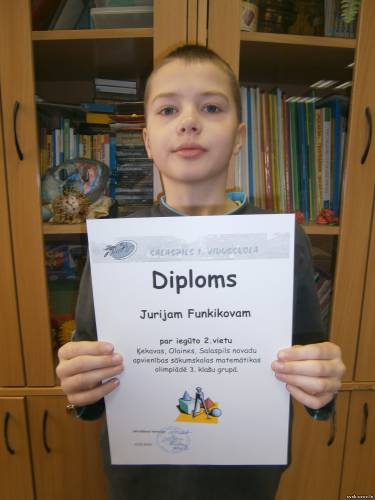 SALASPILS 1. VIDUSSKOLA
Diploms
Jurijam Funkikovam
par iegūto 2.vietu
Ķekavas, Olaines, Salaspils novadu
apvienības sākumskolas matemātikas
olimpiādē 3. klašu grupā.